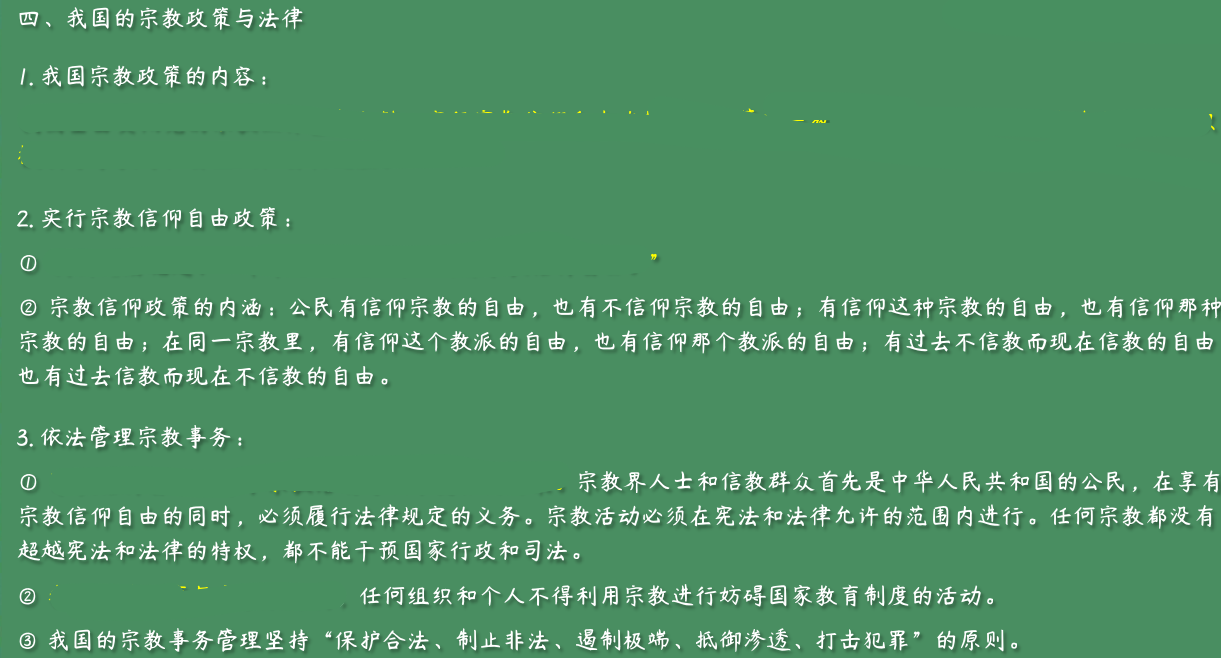 四、我国的宗教政策与法律
1. 我国宗教政策的内容：
2. 实行宗教信仰自由政策：
①”
② 宗教信仰政策的内涵：公民有信仰宗教的自由，也有不信仰宗教的自由；有信仰这种宗教的自由，也有信仰那种
宗教的自由；在同一宗教里，有信仰这个教派的自由，也有信仰那个教派的自由；有过去不信教而现在信教的自由
也有过去信教而现在不信教的自由。
3. 依法管理宗教事务：
① 宗教界人士和信教群众首先是中华人民共和国的公民，在享有
宗教信仰自由的同时，必须履行法律规定的义务。宗教活动必须在宪法和法律允许的范围内进行。任何宗教都没有
超越宪法和法律的特权，都不能干预国家行政和司法。
② ，任何组织和个人不得利用宗教进行妨碍国家教育制度的活动。
③ 我国的宗教事务管理坚持“保护合法、制止非法、遏制极端、抵御渗透、打击犯罪”的原则。